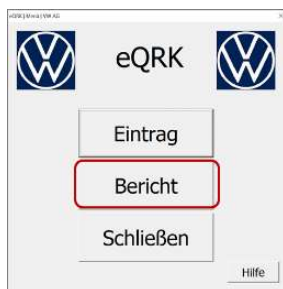 eQRK | Menü | VW AG
eQRK
Eintrag
Bericht
Schließen
Hilfe